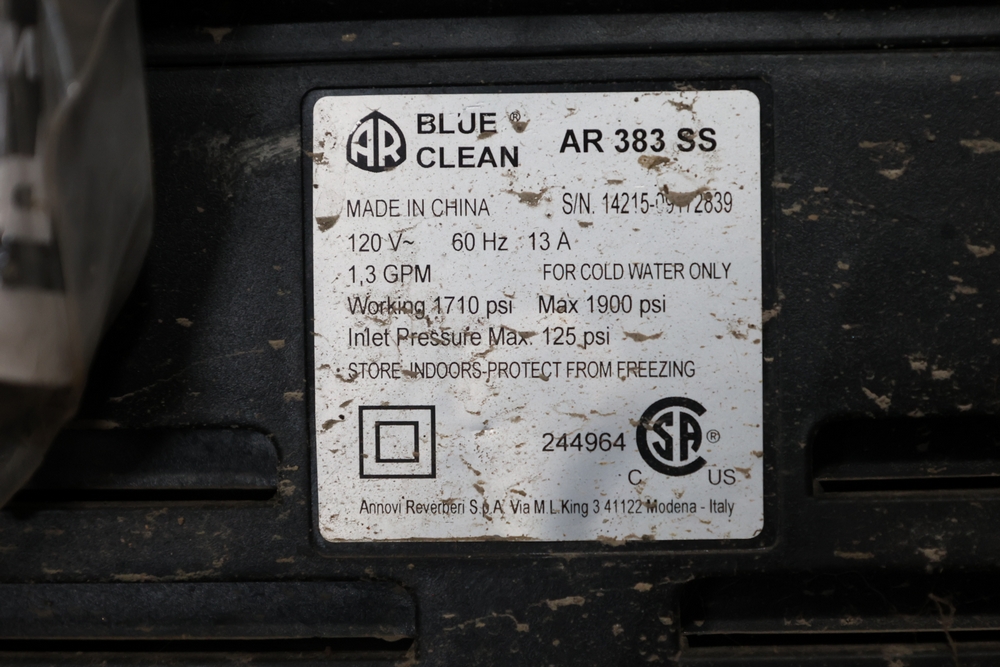 AR BLUE ® AR 383 SS
CLEAN
MADE IN CHINA
120 V~ 60 Hz 13 A
1,3 GPM FOR COLD WATER ONLY
Working 1710 psi Max 1900 psi
Inlet Pressure Max. 125 psi
STORE INDOORS-PROTECT FROM FREEZING
244964 SA ®
C US
Annovi Reverberi S.p.A. Via M.L.King 3 41122 Modena - Italy